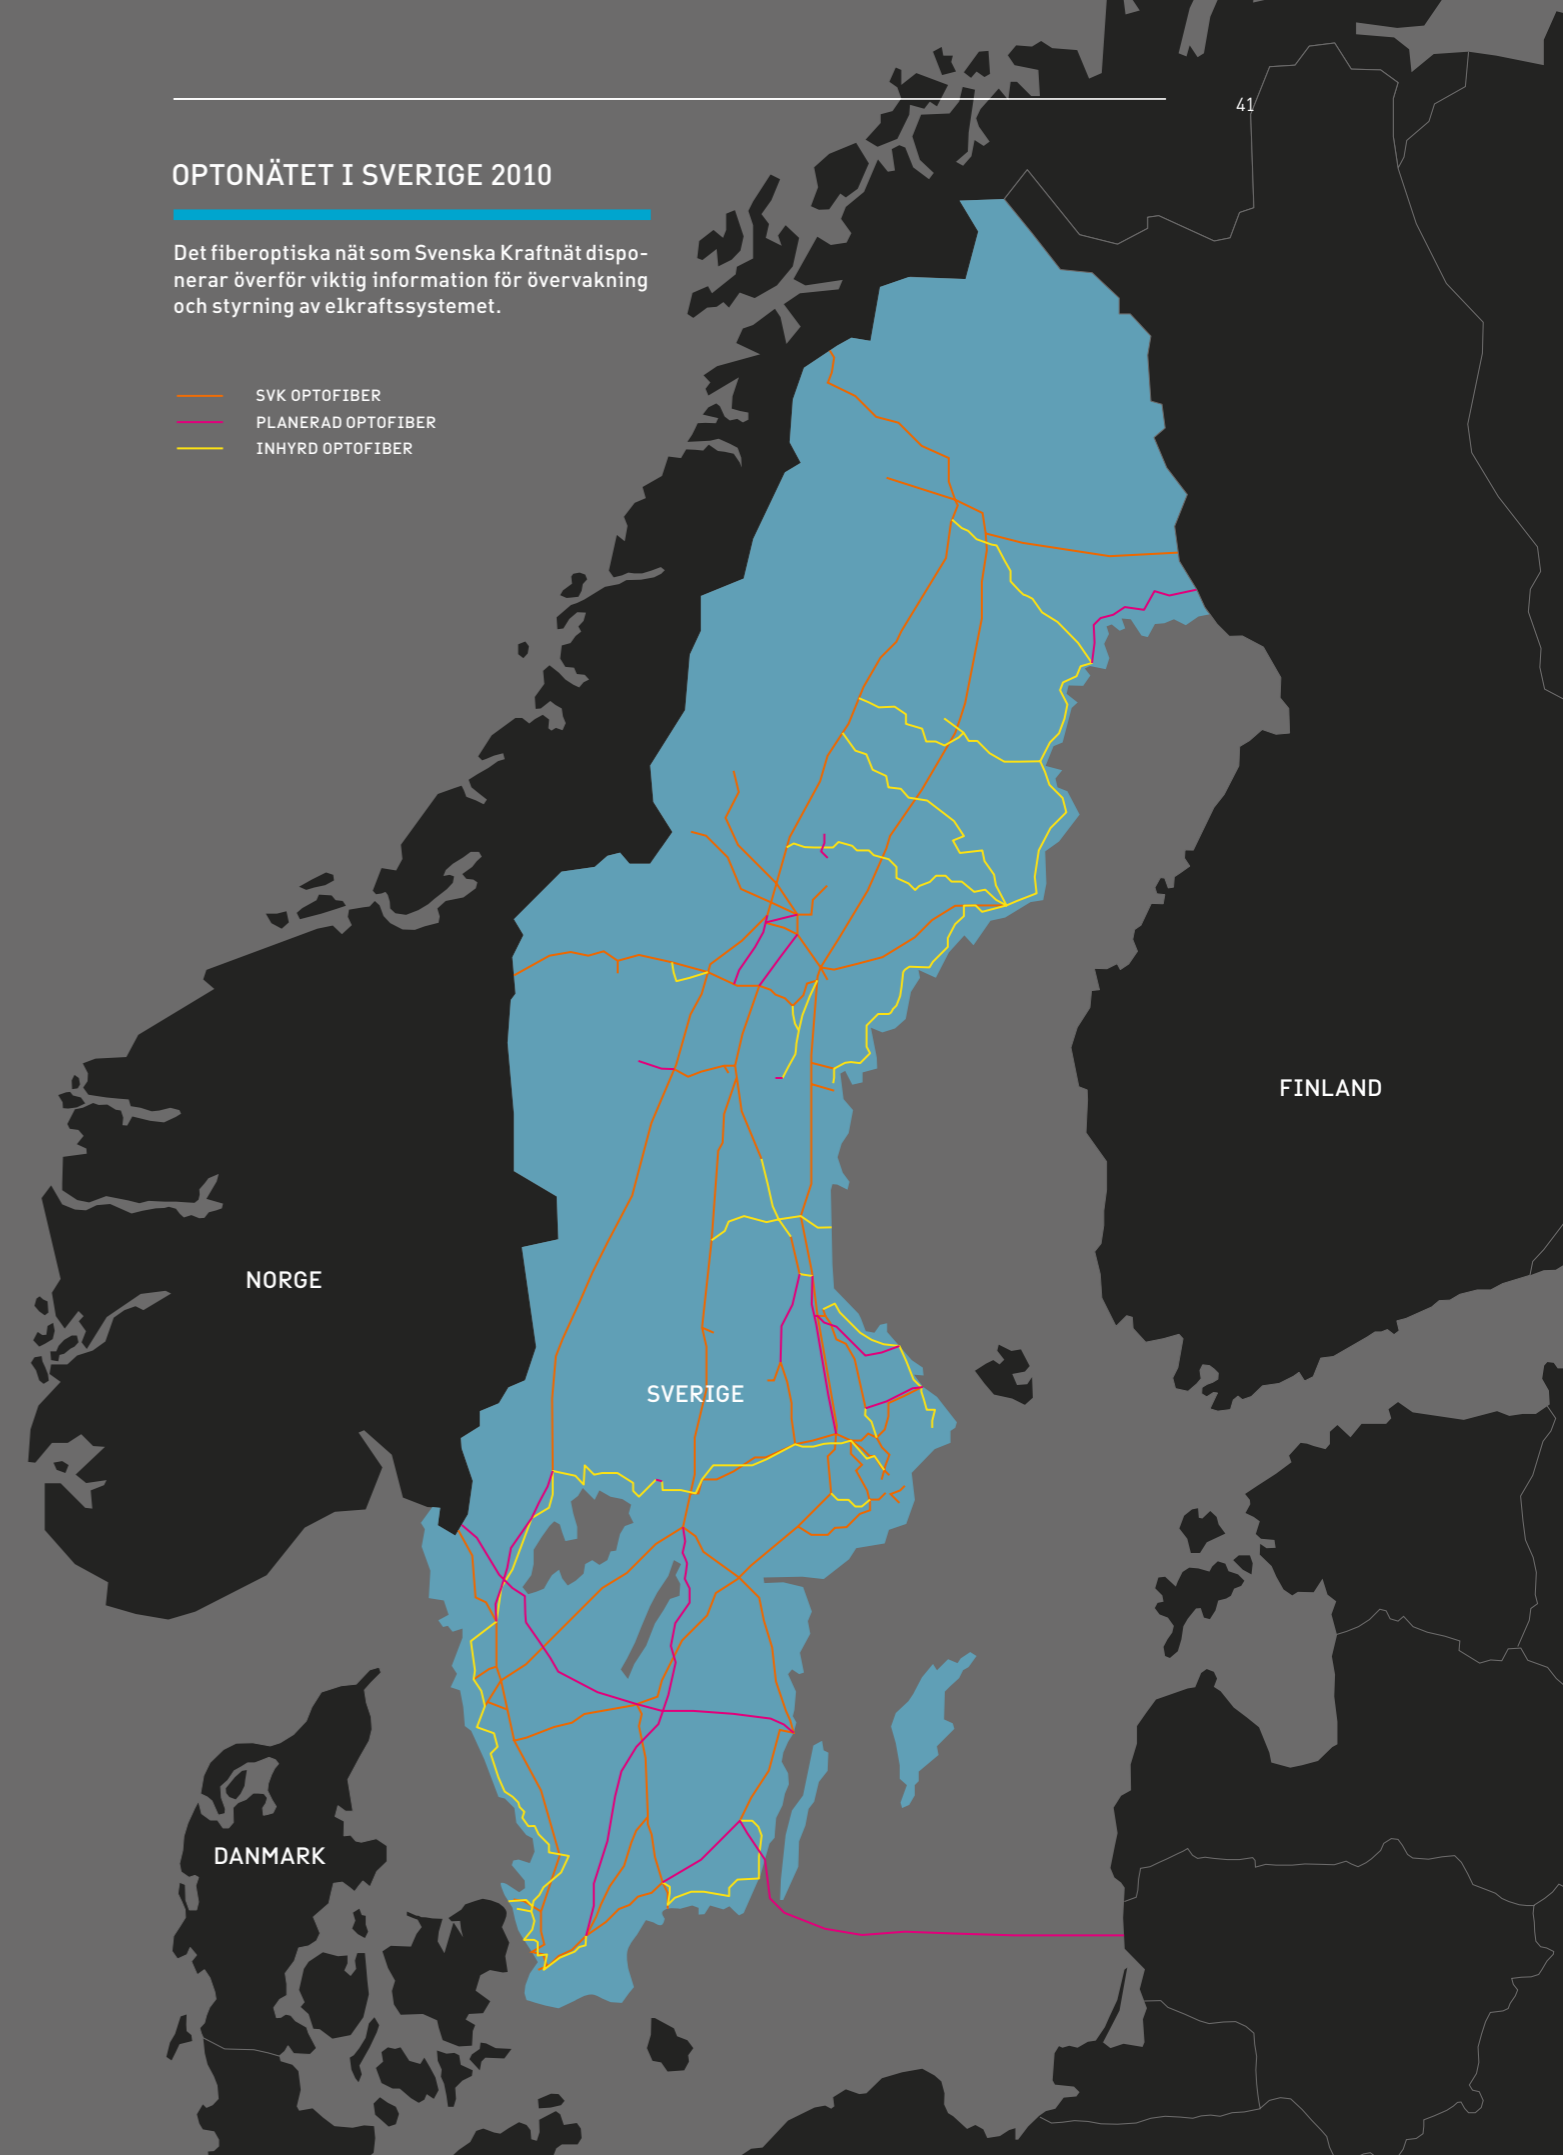 41
OPTONÄTET I SVERIGE 2010
Det fiberoptiska nät som Svenska Kraftnät dispo-
nerar överför viktig information för övervakning
och styrning av elkraftssystemet.
SVK OPTOFIBER
PLANERAD OPTOFIBER
INHYRD OPTOFIBER
FINLAND
NORGE
SVERIGE
DANMARK